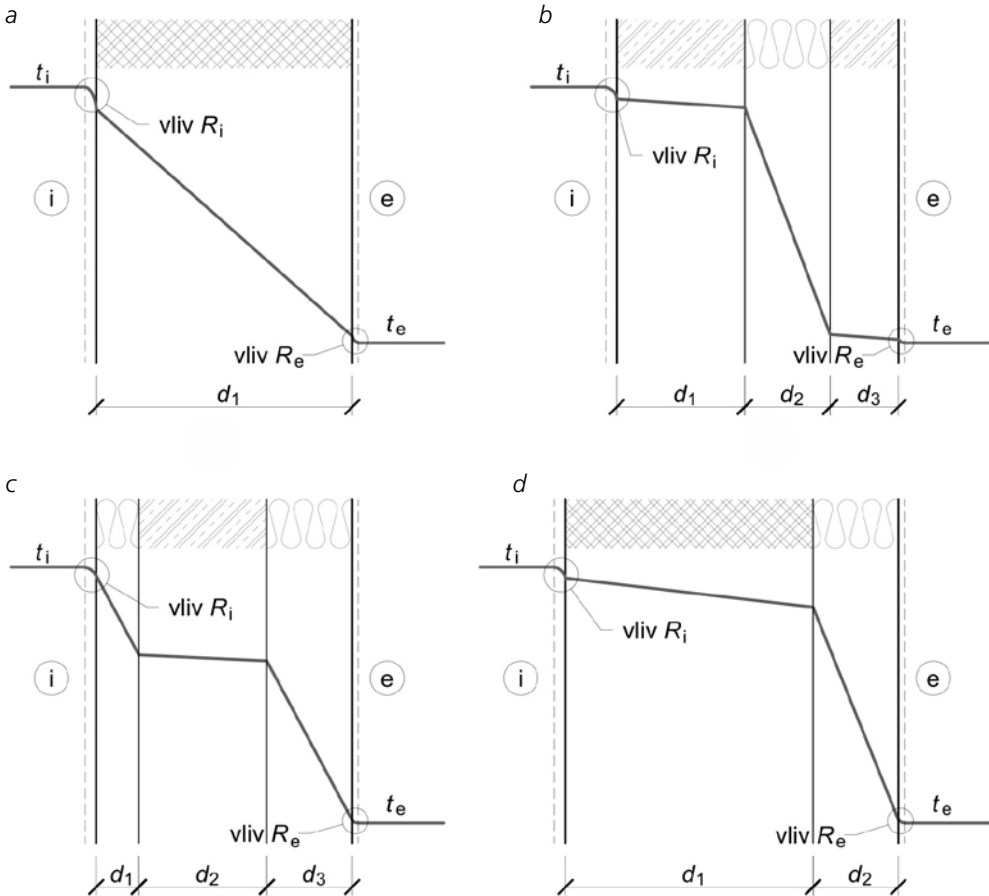 a
t_i
vliv R_i
i
e
t_e
vliv R_e
d_1
b
t_i
vliv R_i
i
e
t_e
vliv R_e
d_1 d_2 d_3
c
t_i
vliv R_i
i
e
t_e
vliv R_e
d_1 d_2 d_3
d
t_i
vliv R_i
i
e
t_e
vliv R_e
d_1 d_2